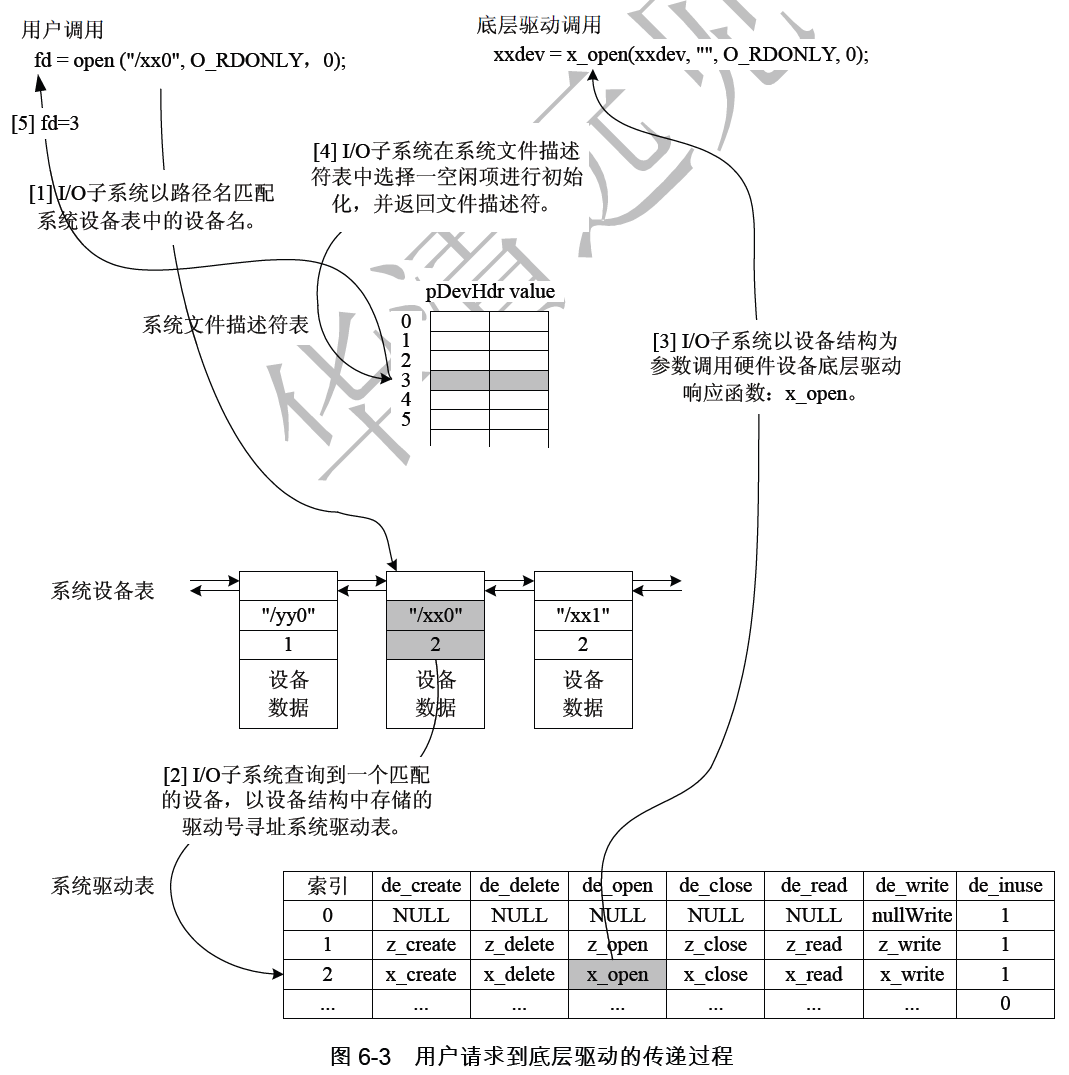 用户调用
fd = open ("/xx0", O_RDONLY，0);
底层驱动调用
xxdev = x_open(xxdev, "", O_RDONLY, 0);
[5] fd=3
[1] I/O子系统以路径名匹配
系统设备表中的设备名。
[4] I/O子系统在系统文件描述
符表中选择一空闲项进行初始
化，并返回文件描述符。
pDevHdr value
系统文件描述符表
0
1
2
3
4
5
[3] I/O子系统以设备结构为
参数调用硬件设备底层驱动
响应函数：x_open。
系统设备表
"/yy0" "/xx0" "/xx1"
1 2 2
设备 设备 设备
数据 数据 数据
[2] I/O子系统查询到一个匹配
的设备，以设备结构中存储的
驱动号寻址系统驱动表。
系统驱动表
索引 de_create de_delete de_open de_close de_read de_write de_inuse
0 NULL NULL NULL NULL NULL nullWrite 1
1 z_create z_delete z_open z_close z_read z_write 1
2 x_create x_delete x_open x_close x_read x_write 1
... ... ... ... ... ... ... 0
图 6-3 用户请求到底层驱动的传递过程
华清远见